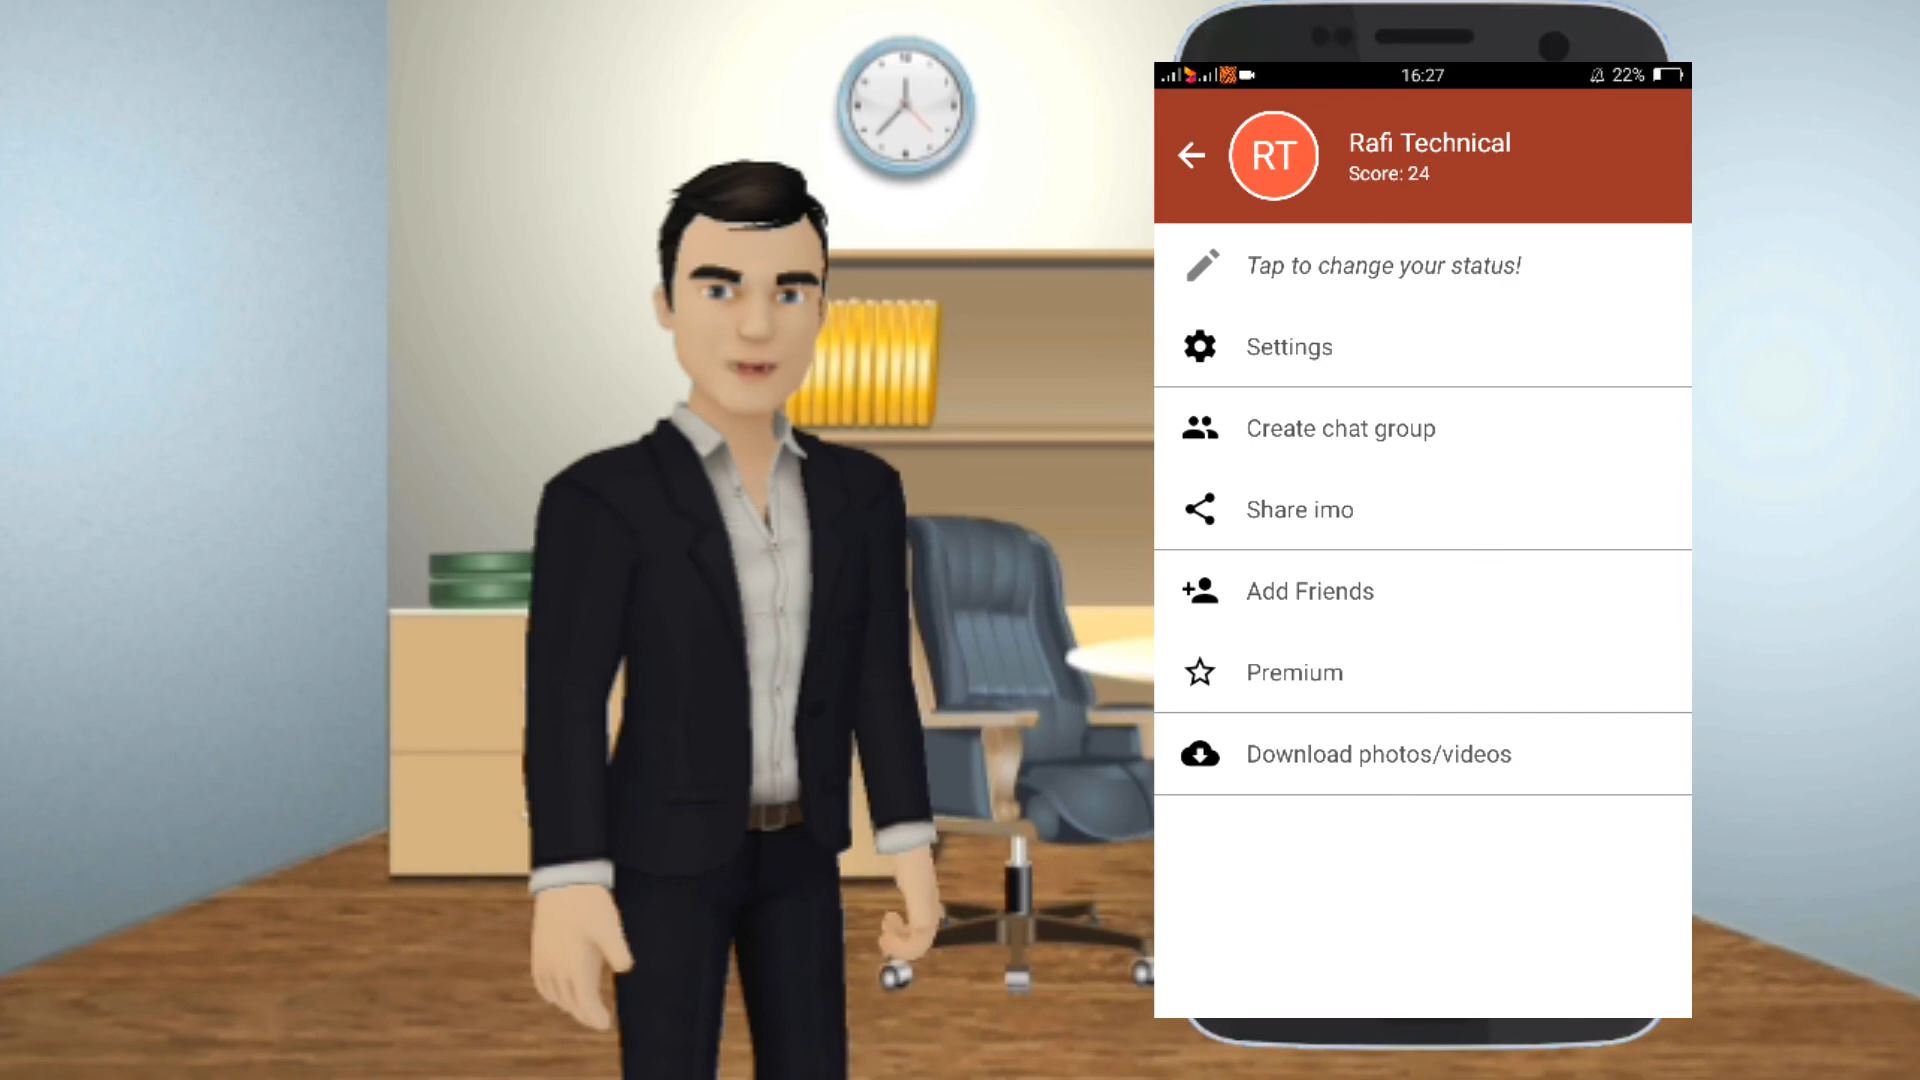 16:27
22%
RT
Rafi Technical
Score: 24
Tap to change your status!
Settings
Create chat group
Share imo
Add Friends
Premium
Download photos/videos